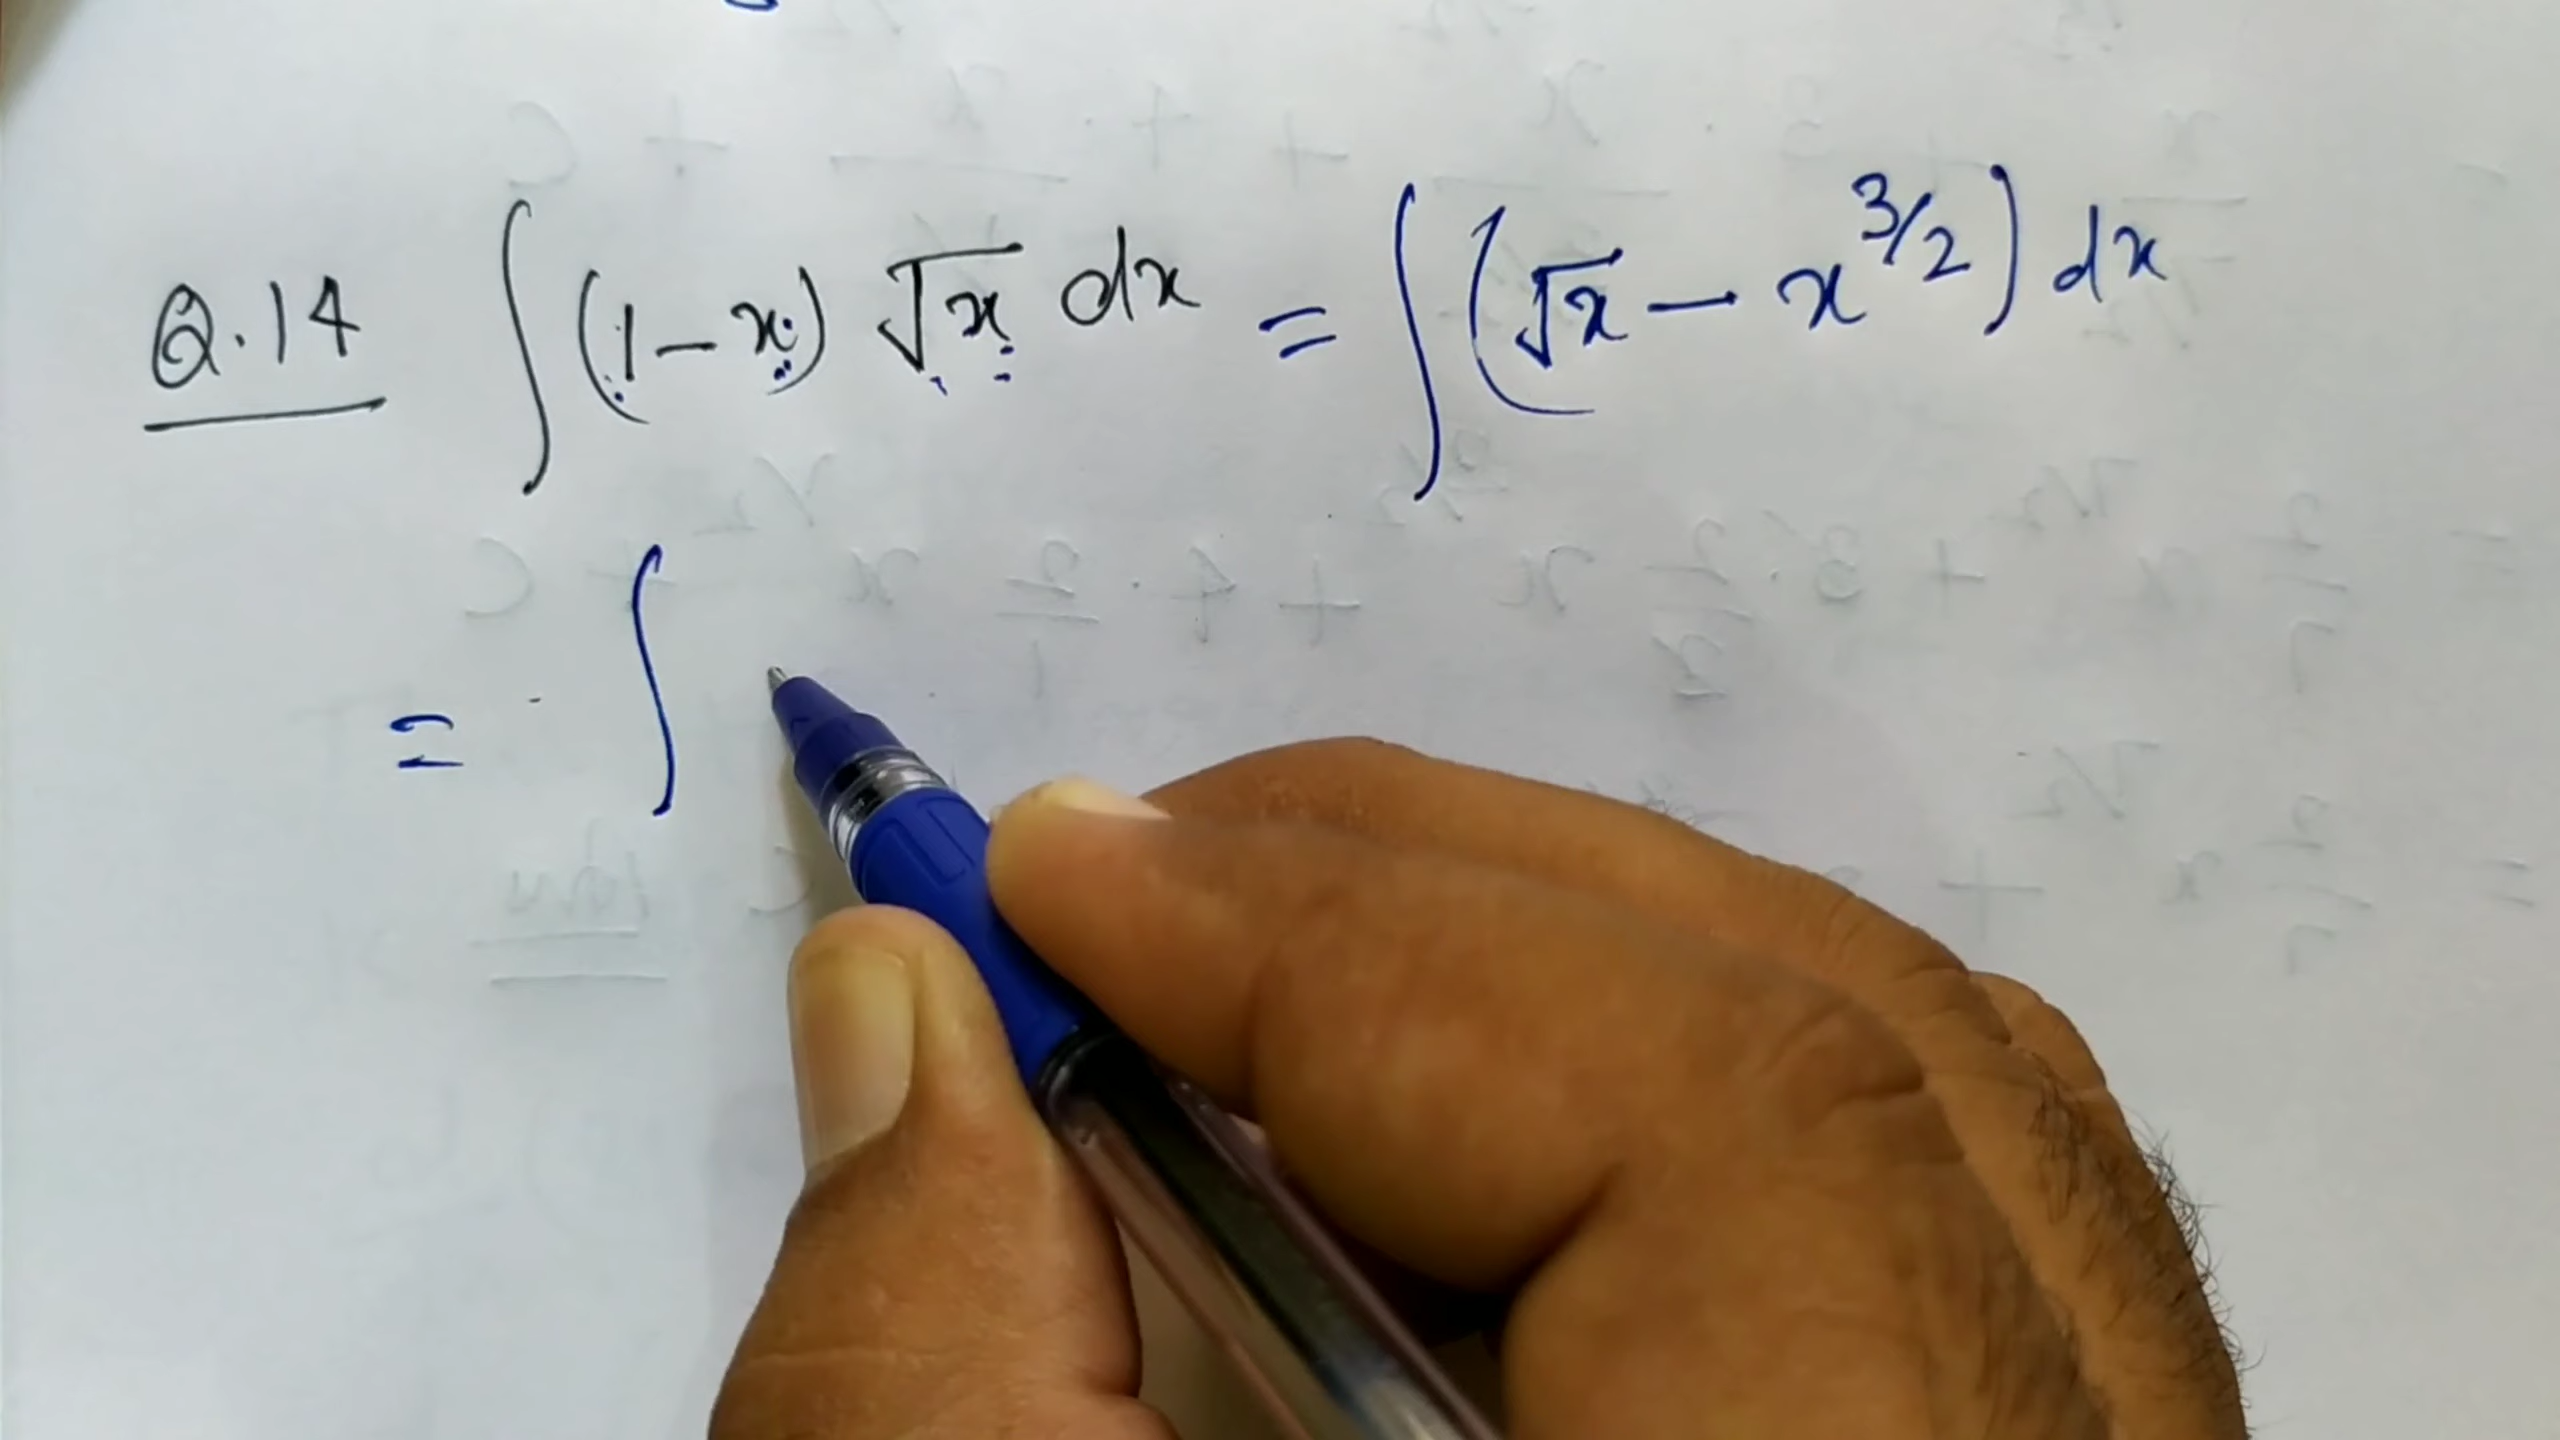 Q.14 ∫(1-x) √x dx = ∫(√x - x^3/2) dx
= ∫